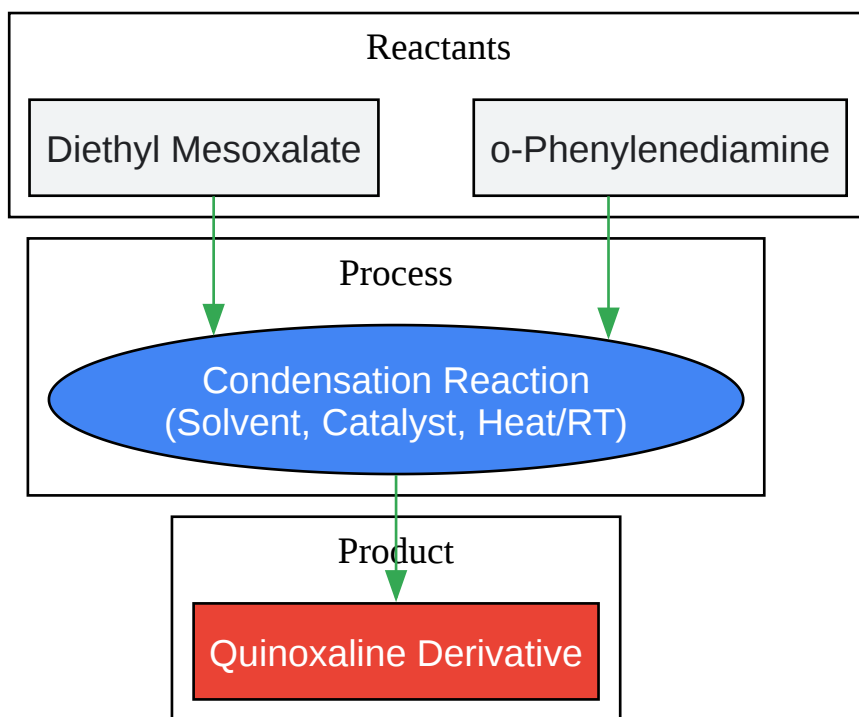 Reactants
Diethyl Mesoxalate
o-Phenylenediamine
Process
Condensation Reaction
(Solvent, Catalyst, Heat/RT)
Product
Quinoxaline Derivative